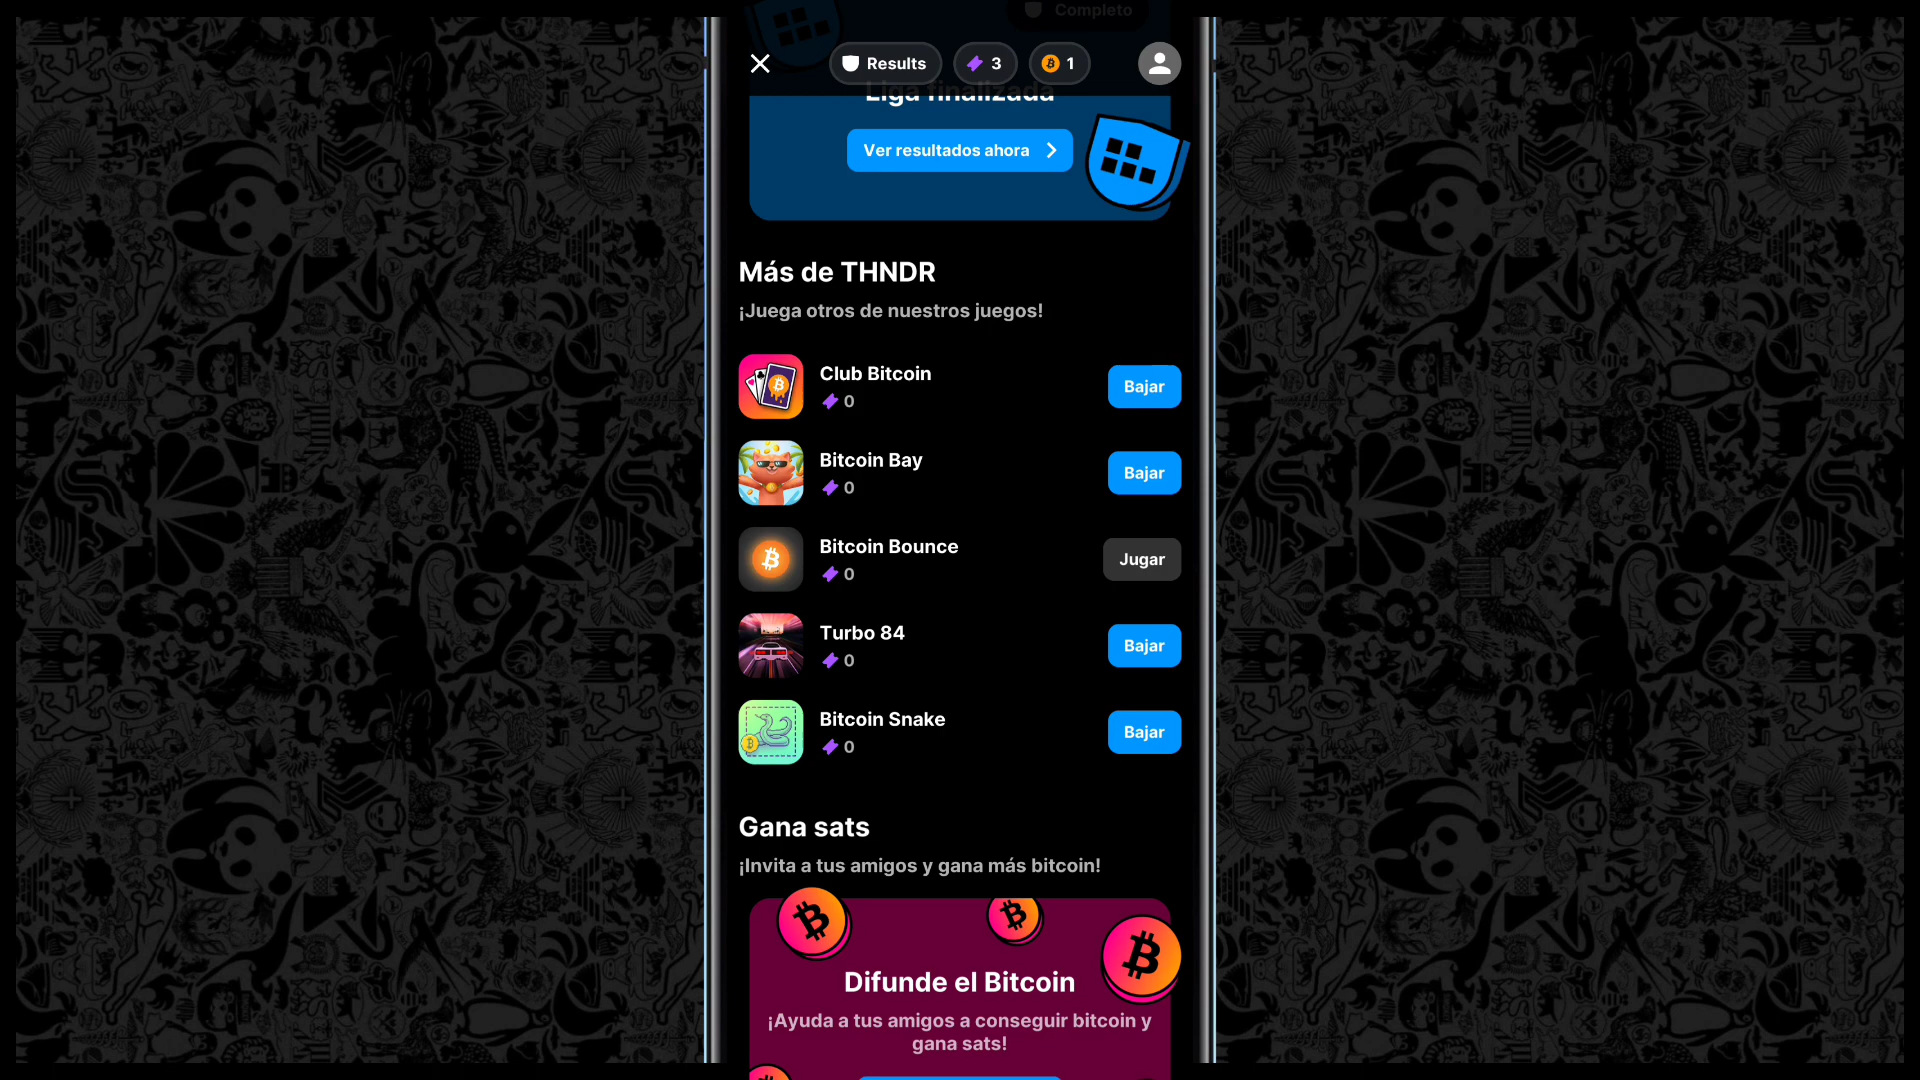 Completo
Results
3
1
Liga finalizada
Ver resultados ahora
Más de THNDR
¡Juega otros de nuestros juegos!
Club Bitcoin
0
Bajar
Bitcoin Bay
0
Bajar
Bitcoin Bounce
0
Jugar
Turbo 84
0
Bajar
Bitcoin Snake
0
Bajar
Gana sats
¡Invita a tus amigos y gana más bitcoin!
Difunde el Bitcoin
¡Ayuda a tus amigos a conseguir bitcoin y
gana sats!